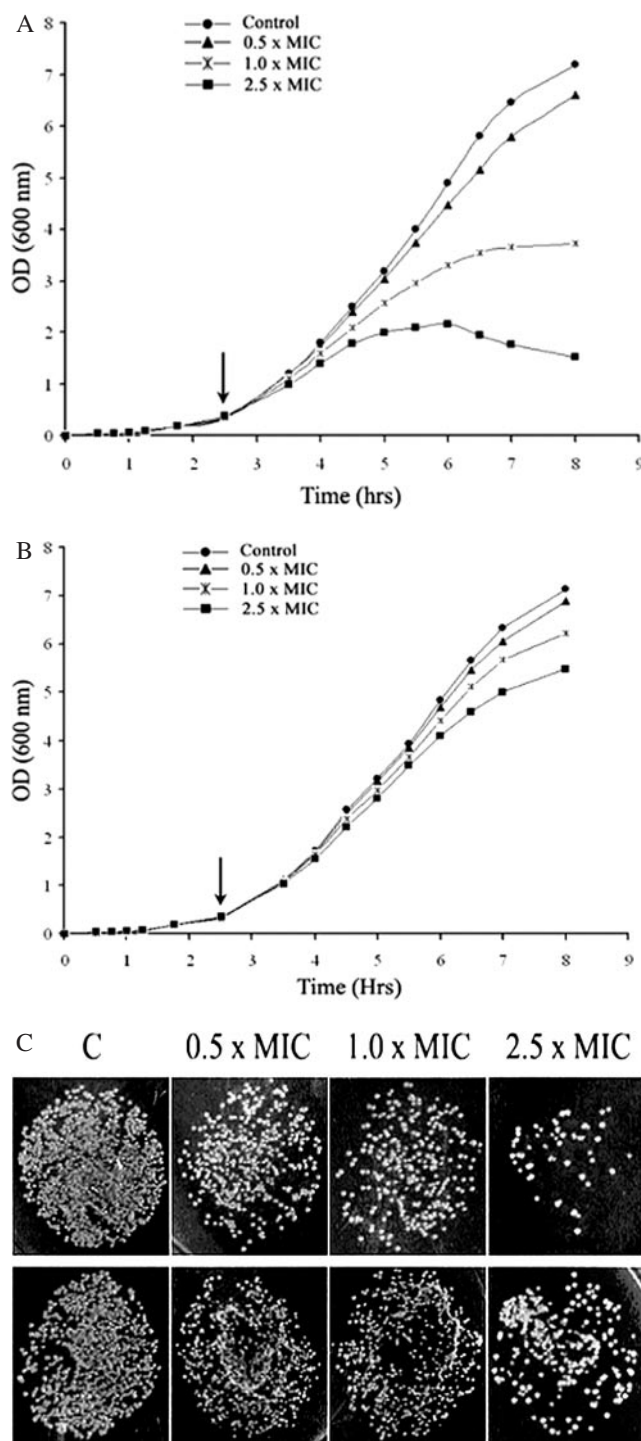 A
Control
0.5 x MIC
1.0 x MIC
2.5 x MIC
8
7
6
5
4
3
2
1
0
OD (600 nm)
0 1 2 3 4 5 6 7 8 9
Time (hrs)
B
Control
0.5 x MIC
1.0 x MIC
2.5 x MIC
8
7
6
5
4
3
2
1
0
OD (600 nm)
0 1 2 3 4 5 6 7 8 9
Time (Hrs)
C
C 0.5 x MIC 1.0 x MIC 2.5 x MIC